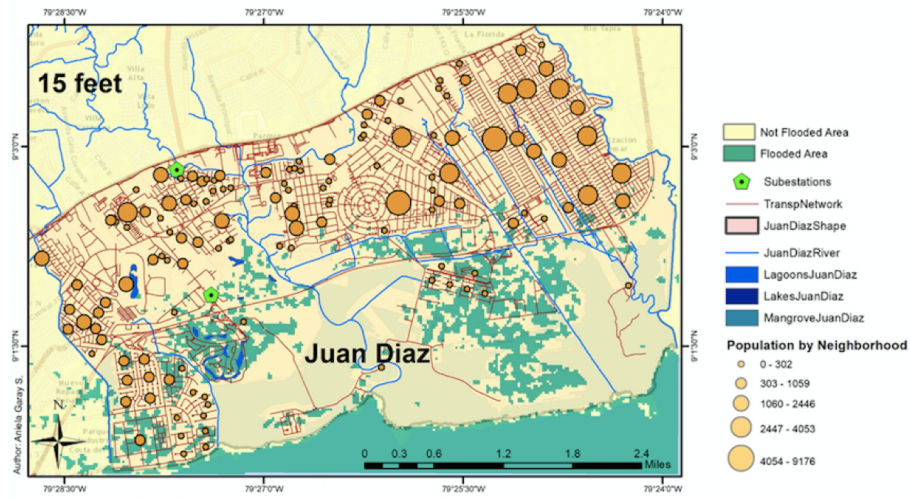 79°28'30"W 79°27'0"W 79°25'30"W 79°24'0"W
15 feet
La Florida
Villa
Alta
9°3'0"N 9°3'0"N
9°1'30"N 9°1'30"N
Juan Diaz
N
0 0.3 0.6 1.2 1.8 2.4
Miles
Author: Aniela Garay S.
79°28'30"W 79°27'0"W 79°25'30"W 79°24'0"W
Not Flooded Area
Flooded Area
Substations
TranspNetwork
JuanDiazShape
JuanDiazRiver
LagoonsJuanDiaz
LakesJuanDiaz
MangroveJuanDiaz
Population by Neighborhood
0 - 302
303 - 1059
1060 - 2446
2447 - 4053
4054 - 9176